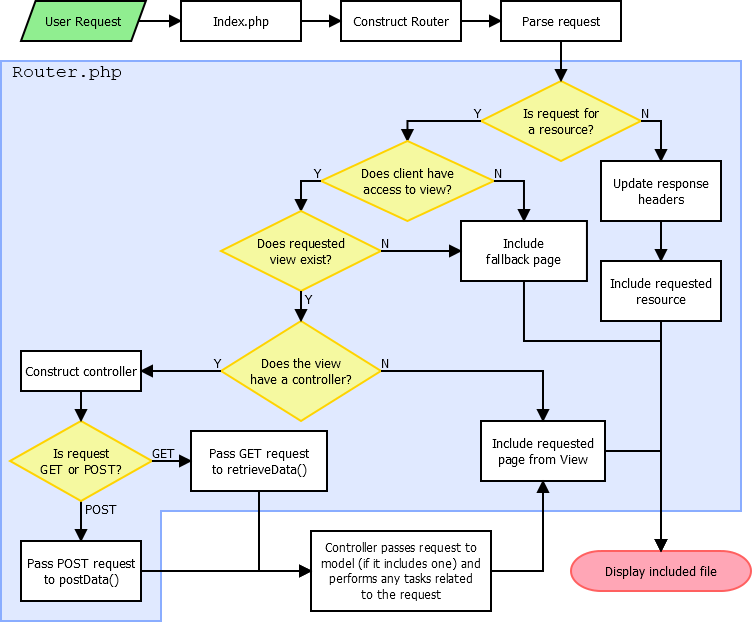 User Request
Index.php
Construct Router
Parse request
Router.php
Is request for
a resource?
Y
N
Does client have
access to view?
Y
N
Update response
headers
Does requested
view exist?
N
Y
Include
fallback page
Include requested
resource
Does the view
have a controller?
Y
N
Construct controller
Is request
GET or POST?
GET
POST
Pass GET request
to retrieveData()
Include requested
page from View
Pass POST request
to postData()
Controller passes request to
model (if it includes one) and
performs any tasks related
to the request
Display included file